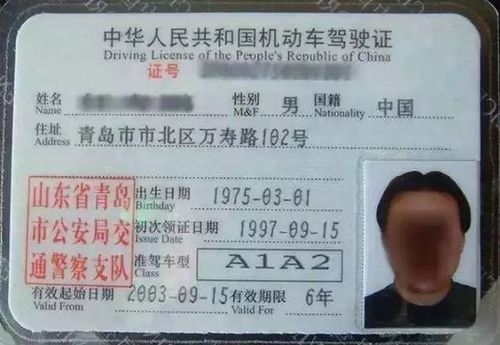 中华人民共和国机动车驾驶证
Driving License of the People's Republic of China
证号
姓名 性别 男 国籍 中国
Name M&F Nationality
住址 青岛市市北区万寿路102号
Address
山东省青岛
市公安局交
通警察支队
出生日期 1975-03-01
Birthday
初次领证日期 1997-09-15
Issue Date
准驾车型 A1A2
Class
有效起始日期 2003-09-15 有效期限 6年
Valid From Valid For